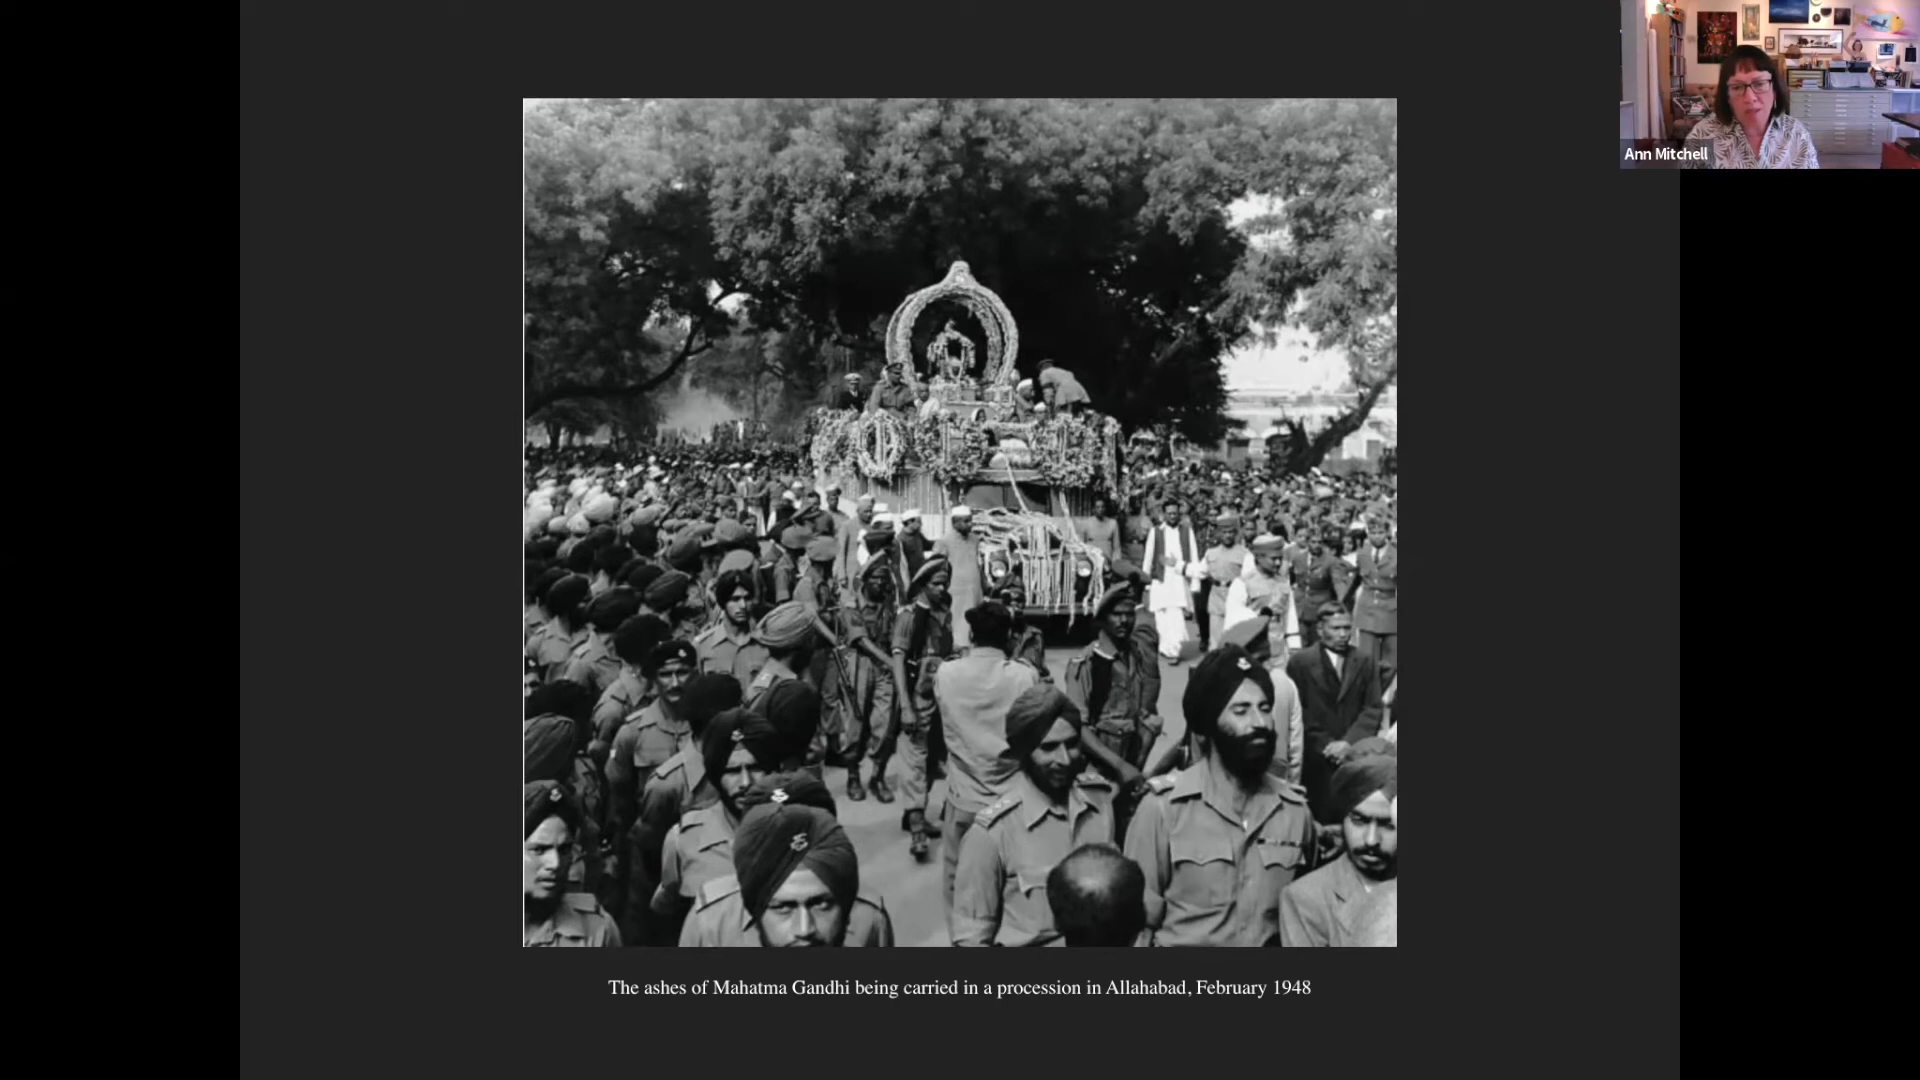 Ann Mitchell
The ashes of Mahatma Gandhi being carried in a procession in Allahabad, February 1948